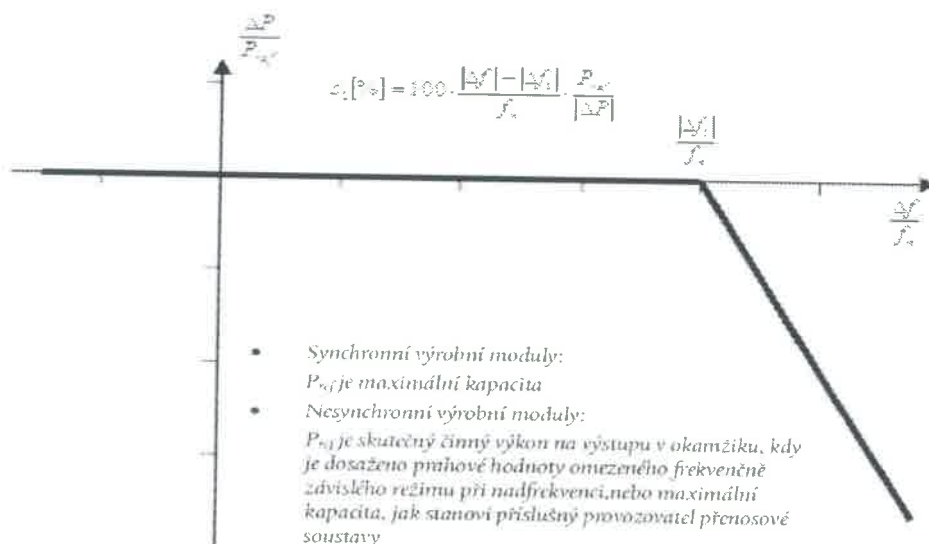 ΔP
P_ref
s₂[%] = 100 · |Δf| − |Δf₁| / f_n · P_ref / |ΔP|
|Δf₁|
f_n
Δf
f_n
• Synchronní výrobní moduly:
P_ref je maximální kapacita
• Nesynchronní výrobní moduly:
P_ref je skutečný činný výkon na výstupu v okamžiku, kdy
je dosaženo prahové hodnoty omezeného frekvenčně
závislého režimu při nadfrekvenci,nebo maximální
kapacita, jak stanoví příslušný provozovatel přenosové
soustavy